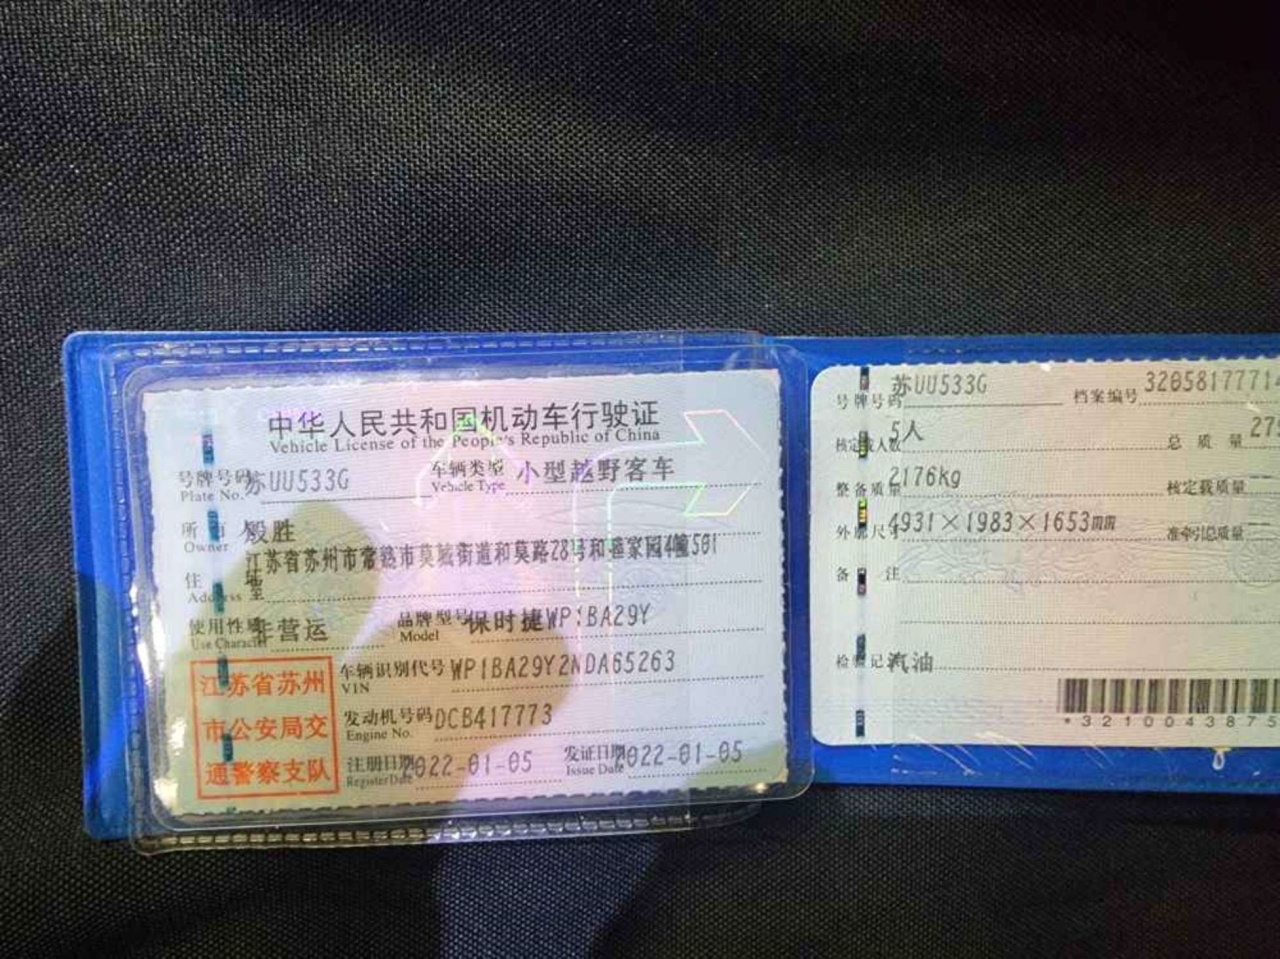 中华人民共和国机动车行驶证
Vehicle License of the People's Republic of China
号牌号码 苏UU533G 车辆类型 小型越野客车
Plate No. Vehicle Type
所有人 殷胜
Owner
江苏省苏州市常熟市莫城街道和莫路28号和谐家园4幢501
住 址 室
Address
使用性质 非营运 品牌型号 保时捷WP1BA29Y
Use Character Model
江苏省苏州
市公安局交
通警察支队
车辆识别代号 WP1BA29Y2NDA65263
VIN
发动机号码 DCB417773
Engine No.
注册日期 2022-01-05 发证日期 2022-01-05
Register Date Issue Date
号牌号码 苏UU533G 档案编号 32058177714
核定载人数 5人 总 质 量 275
整备质量 2176kg 核定载质量
外廓尺寸 4931×1983×1653mm 准牵引总质量
备 注
检验记录 汽油
*3210043875